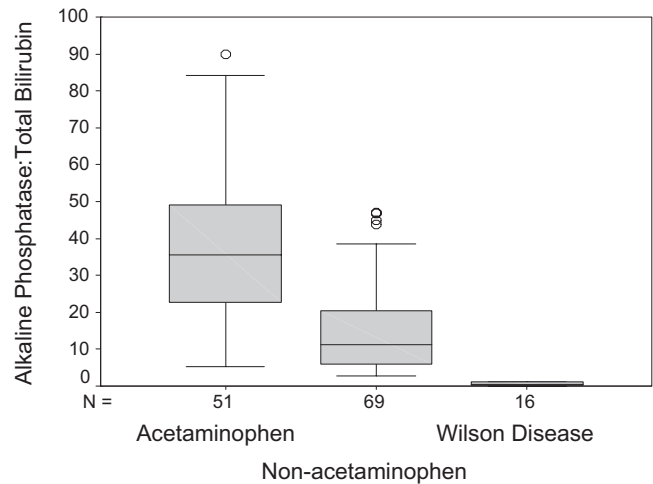 Alkaline Phosphatase:Total Bilirubin
100
90
80
70
60
50
40
30
20
10
0
N = 51 69 16
Acetaminophen Wilson Disease
Non-acetaminophen